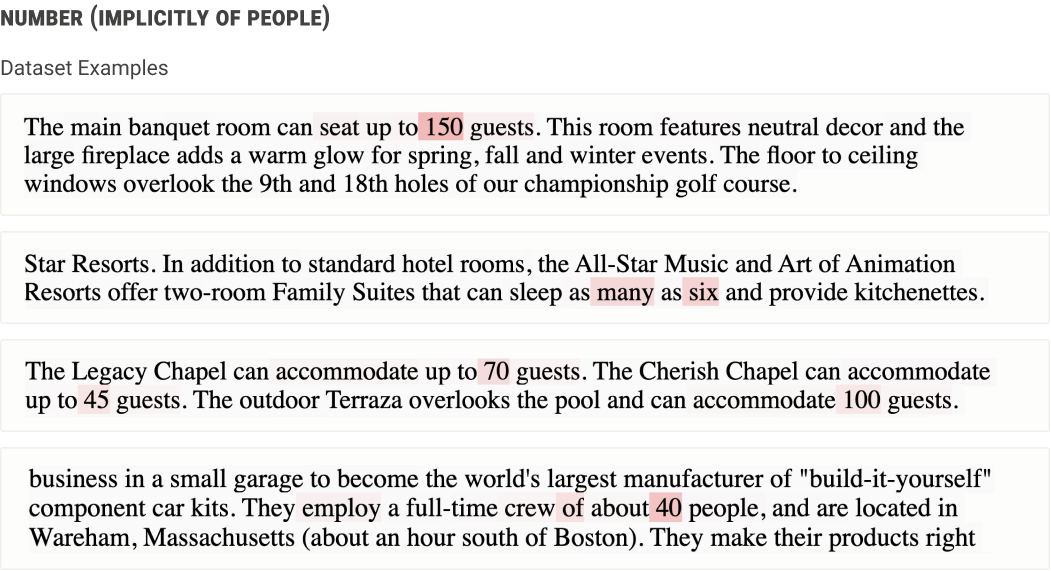 NUMBER (IMPLICITLY OF PEOPLE)
Dataset Examples
The main banquet room can seat up to 150 guests. This room features neutral decor and the
large fireplace adds a warm glow for spring, fall and winter events. The floor to ceiling
windows overlook the 9th and 18th holes of our championship golf course.
Star Resorts. In addition to standard hotel rooms, the All-Star Music and Art of Animation
Resorts offer two-room Family Suites that can sleep as many as six and provide kitchenettes.
The Legacy Chapel can accommodate up to 70 guests. The Cherish Chapel can accommodate
up to 45 guests. The outdoor Terraza overlooks the pool and can accommodate 100 guests.
business in a small garage to become the world's largest manufacturer of "build-it-yourself"
component car kits. They employ a full-time crew of about 40 people, and are located in
Wareham, Massachusetts (about an hour south of Boston). They make their products right